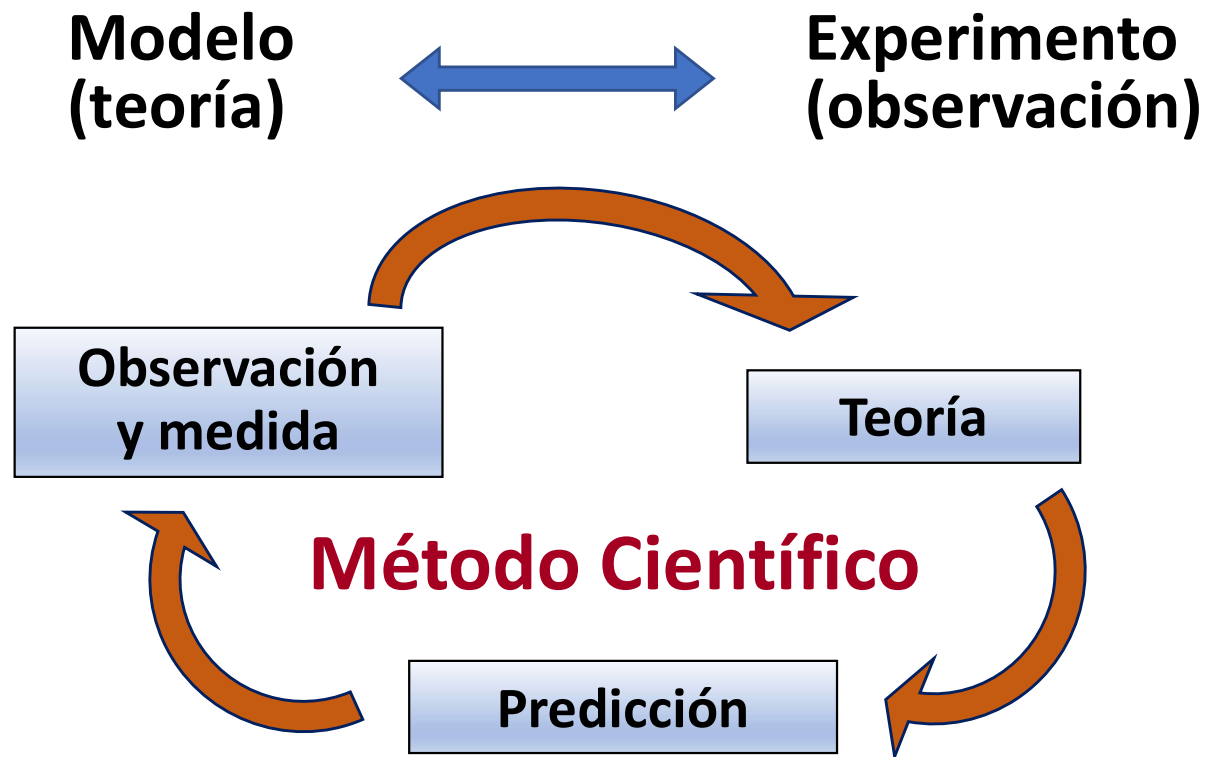 Modelo
(teoría)
Experimento
(observación)
Observación
y medida
Teoría
Método Científico
Predicción